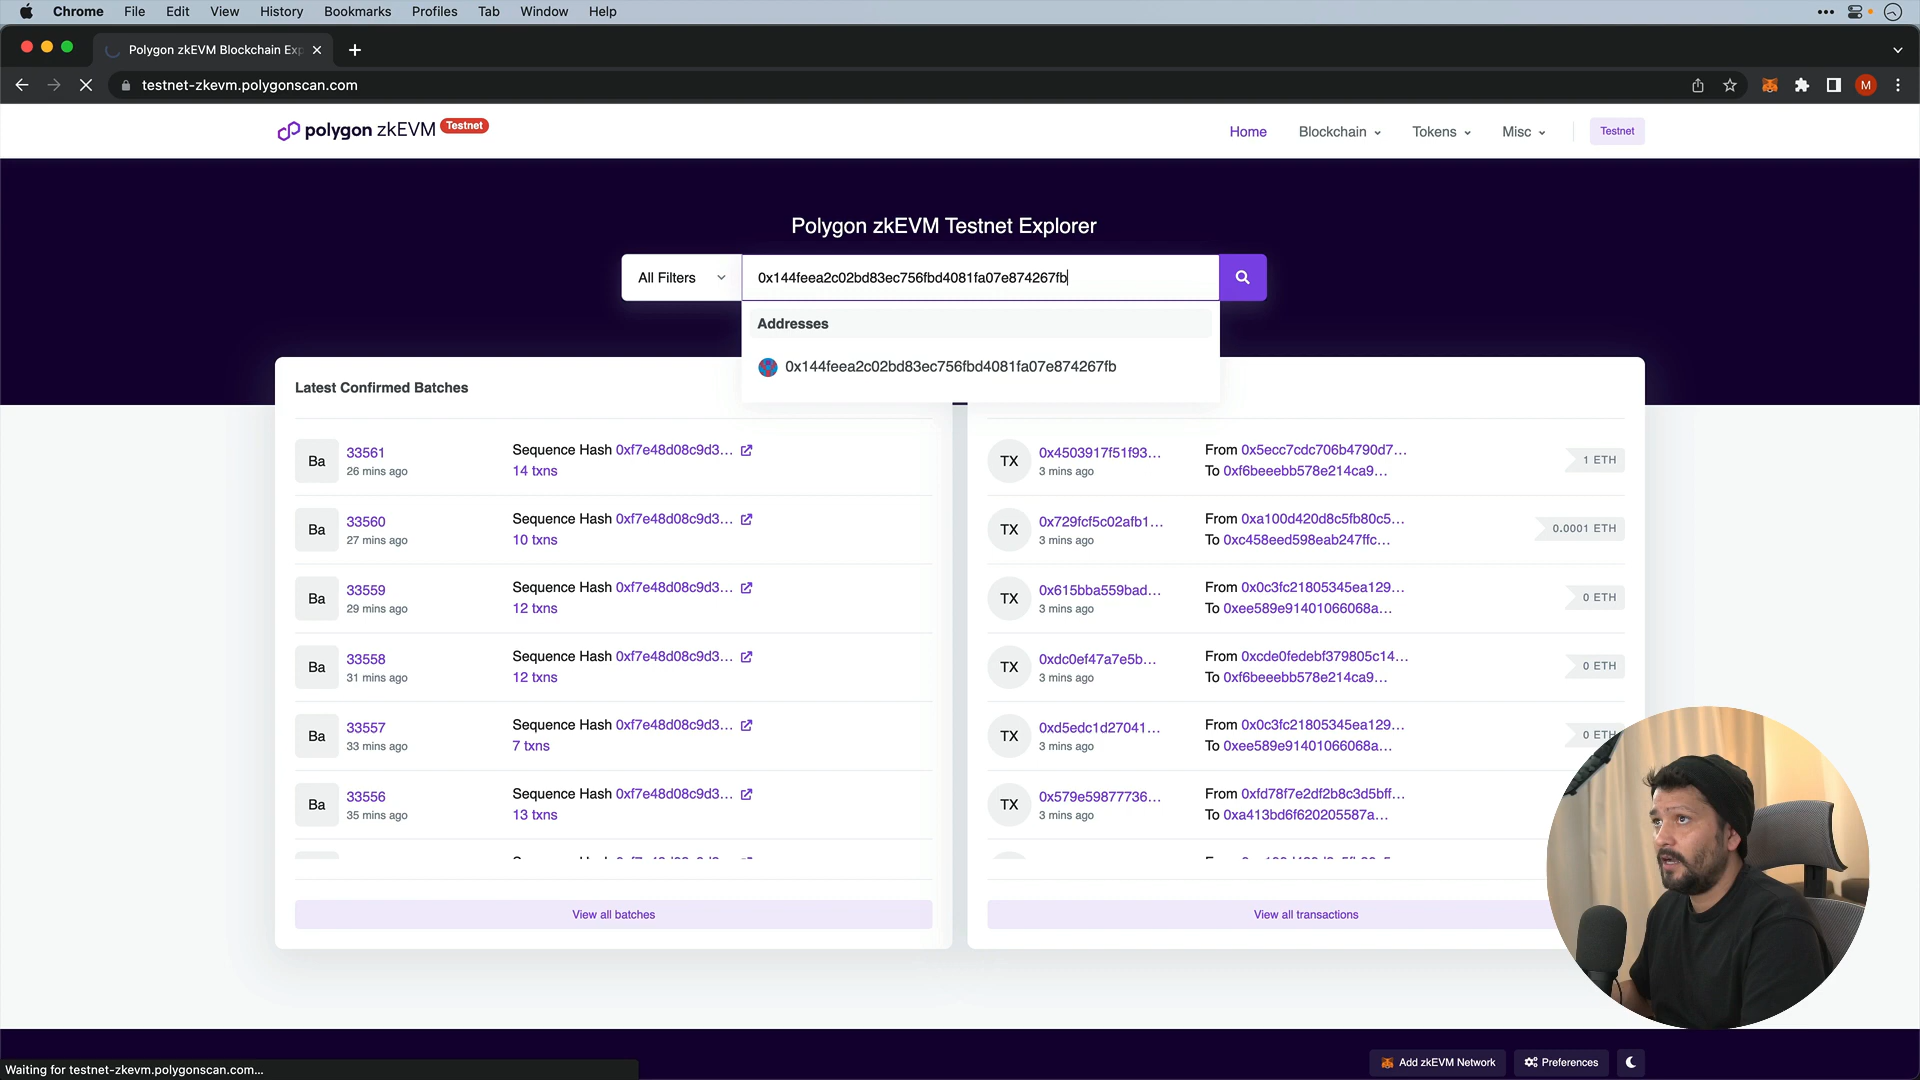 Chrome File Edit View History Bookmarks Profiles Tab Window Help
Polygon zkEVM Blockchain Exp
testnet-zkevm.polygonscan.com
M
polygon zkEVM Testnet
Home Blockchain Tokens Misc Testnet
Polygon zkEVM Testnet Explorer
All Filters 0x144feea2c02bd83ec756fbd4081fa07e874267fb
Addresses
0x144feea2c02bd83ec756fbd4081fa07e874267fb
Latest Confirmed Batches
Ba 33561 26 mins ago Sequence Hash 0xf7e48d08c9d3... 14 txns
Ba 33560 27 mins ago Sequence Hash 0xf7e48d08c9d3... 10 txns
Ba 33559 29 mins ago Sequence Hash 0xf7e48d08c9d3... 12 txns
Ba 33558 31 mins ago Sequence Hash 0xf7e48d08c9d3... 12 txns
Ba 33557 33 mins ago Sequence Hash 0xf7e48d08c9d3... 7 txns
Ba 33556 35 mins ago Sequence Hash 0xf7e48d08c9d3... 13 txns
View all batches
TX 0x4503917f51f93... 3 mins ago From 0x5ecc7cdc706b4790d7... To 0xf6beeebb578e214ca9... 1 ETH
TX 0x729fcf5c02afb1... 3 mins ago From 0xa100d420d8c5fb80c5... To 0xc458eed598eab247ffc... 0.0001 ETH
TX 0x615bba559bad... 3 mins ago From 0x0c3fc21805345ea129... To 0xee589e91401066068a... 0 ETH
TX 0xdc0ef47a7e5b... 3 mins ago From 0xcde0fedebf379805c14... To 0xf6beeebb578e214ca9... 0 ETH
TX 0xd5edc1d27041... 3 mins ago From 0x0c3fc21805345ea129... To 0xee589e91401066068a... 0 ETH
TX 0x579e59877736... 3 mins ago From 0xfd78f7e2df2b8c3d5bff... To 0xa413bd6f620205587a...
View all transactions
Waiting for testnet-zkevm.polygonscan.com...
Add zkEVM Network Preferences